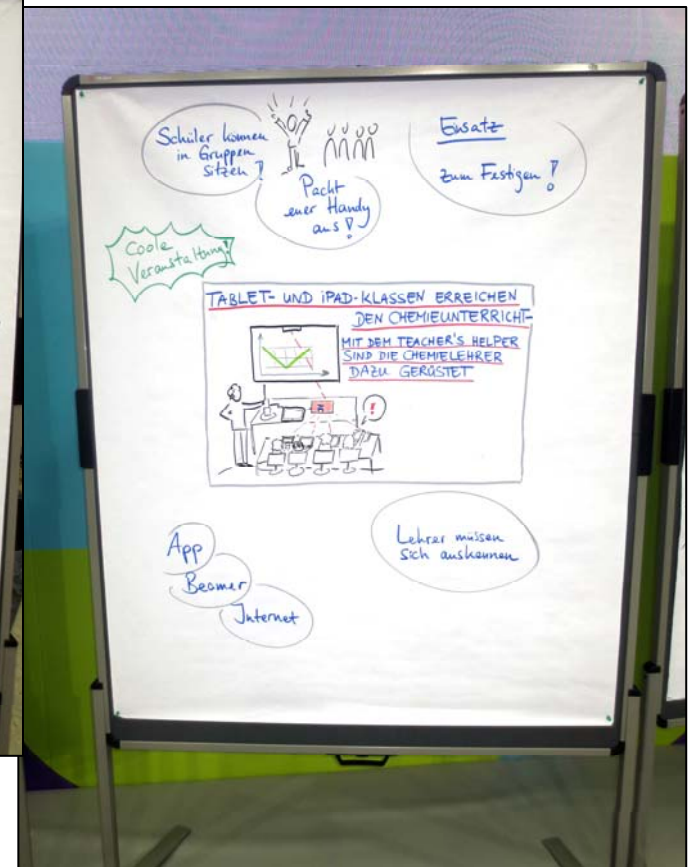 Schüler können
in Gruppen
sitzen!
Packt
euer Handy
aus!
Einsatz
zum Festigen!
Coole
Veranstaltung!
TABLET- UND iPAD-KLASSEN ERREICHEN
DEN CHEMIEUNTERRICHT-
MIT DEM TEACHER'S HELPER
SIND DIE CHEMIELEHRER
DAZU GERÜSTET
!
App
Beamer
Internet
Lehrer müssen
sich auskennen